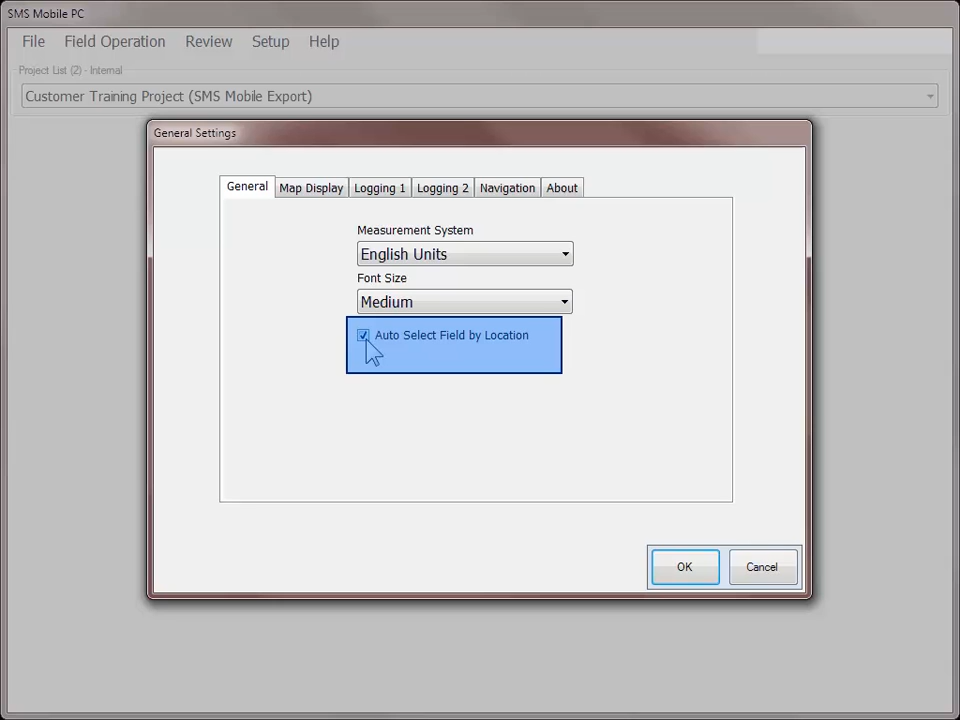 SMS Mobile PC
File Field Operation Review Setup Help
Project List (2) - Internal
Customer Training Project (SMS Mobile Export)
General Settings
General Map Display Logging 1 Logging 2 Navigation About
Measurement System
English Units
Font Size
Medium
Auto Select Field by Location
OK Cancel